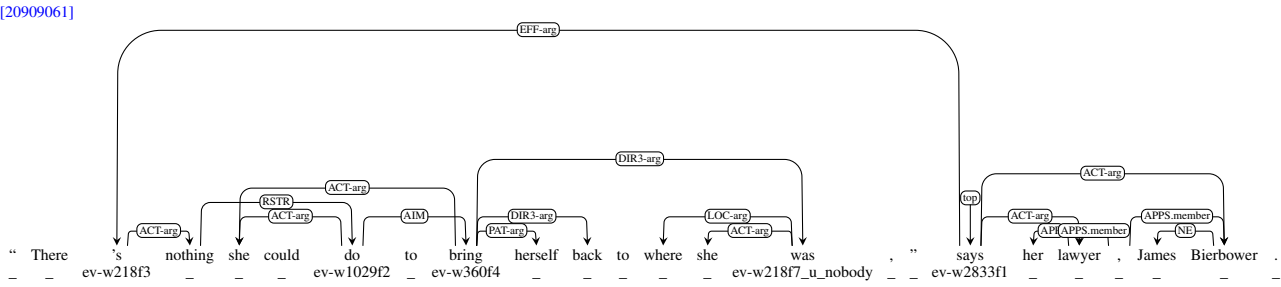 [20909061]
EFF-arg
DIR3-arg
ACT-arg ACT-arg
RSTR top
ACT-arg AIM DIR3-arg LOC-arg ACT-arg APPS.member
ACT-arg PAT-arg ACT-arg APPS.member NE
“ There 's nothing she could do to bring herself back to where she was , ” says her lawyer , James Bierbower .
_ _ ev-w218f3 _ _ _ ev-w1029f2 _ ev-w360f4 _ _ _ _ _ ev-w218f7_u_nobody _ _ ev-w2833f1 _ _ _ _ _ _